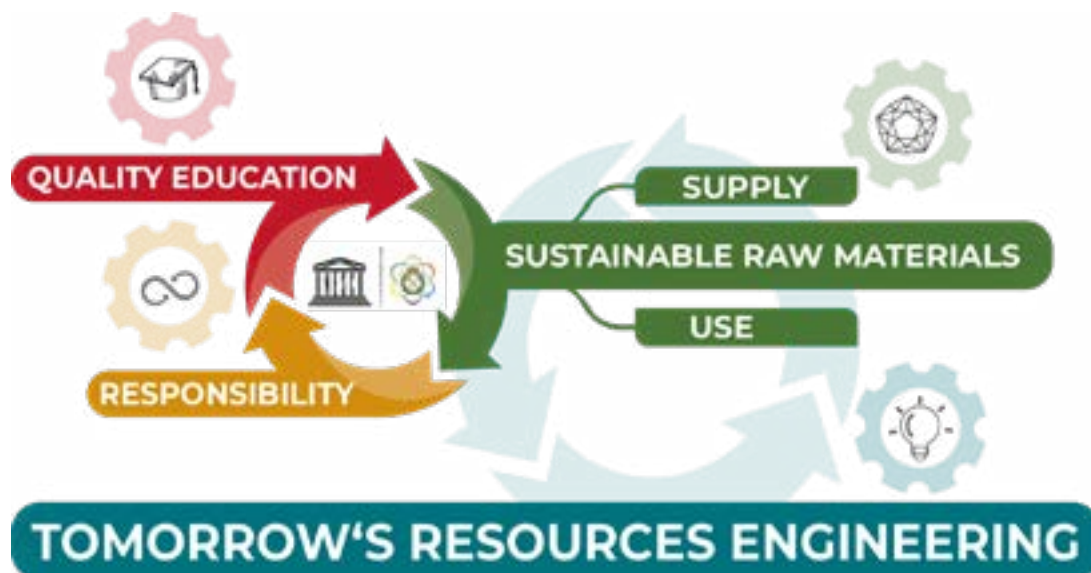 QUALITY EDUCATION
SUPPLY
SUSTAINABLE RAW MATERIALS
USE
RESPONSIBILITY
TOMORROW‘S RESOURCES ENGINEERING